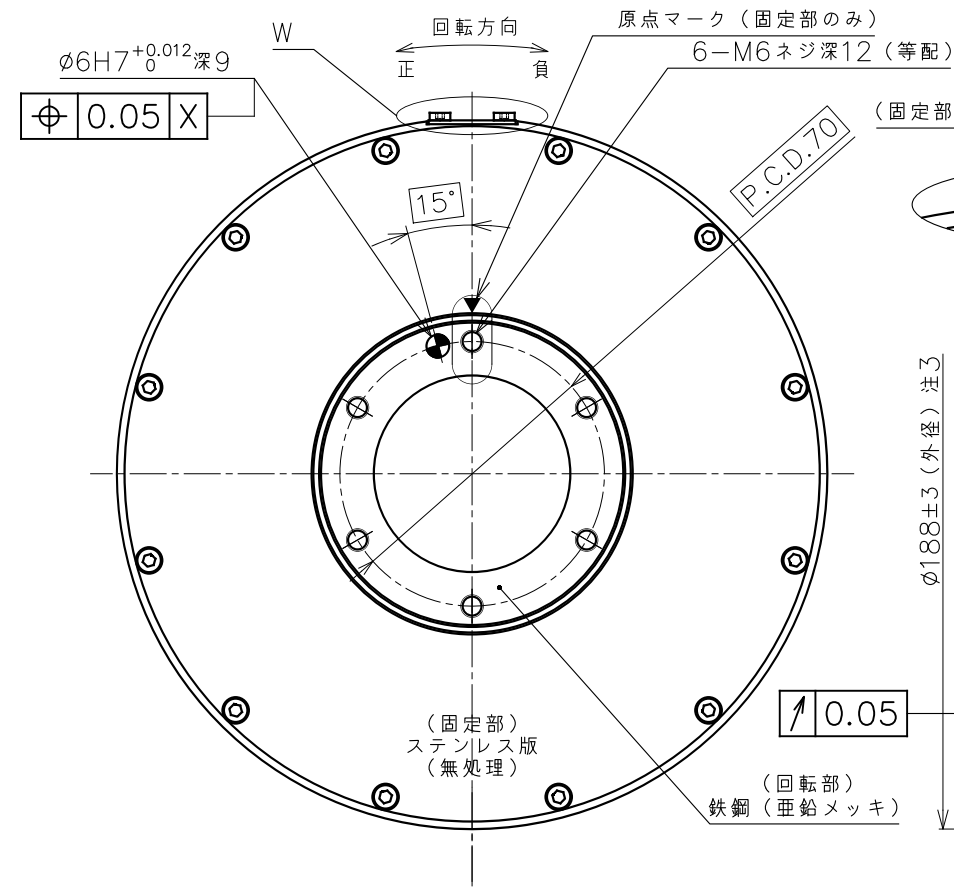 原点マーク（固定部のみ）
W
回転方向
正 負
6-M6ネジ深12（等配）
ø6H7+0.012 0深9
⌖ 0.05 X
（固定部
P.C.D.70
15°
ø188±3（外径）注3
↗ 0.05
（固定部）
ステンレス版
（無処理）
（回転部）
鉄鋼（亜鉛メッキ）